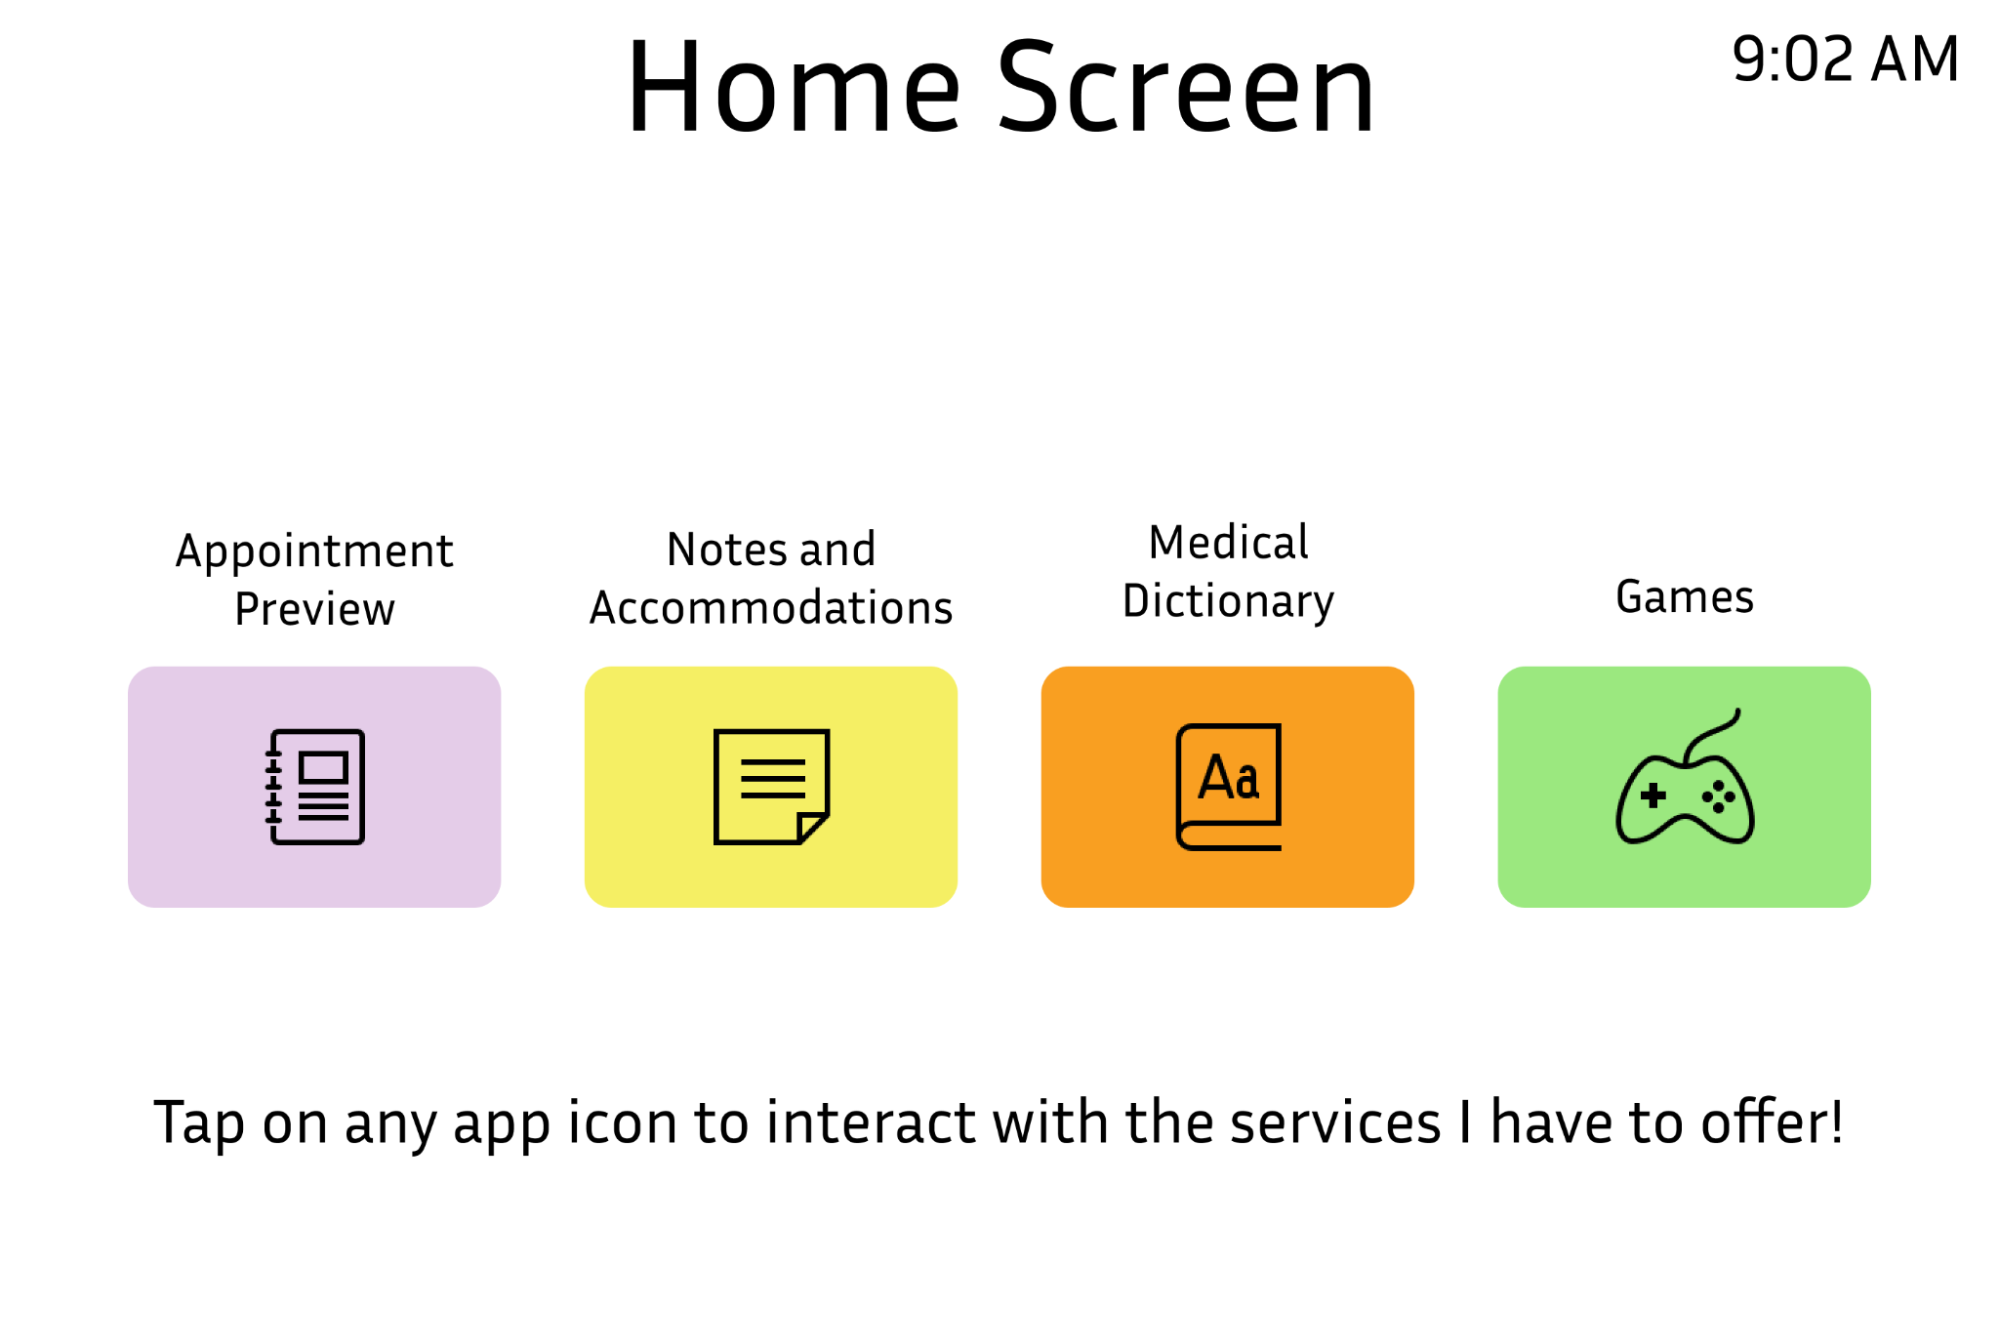 Home Screen
9:02 AM
Appointment
Preview
Notes and
Accommodations
Medical
Dictionary
Games
Aa
Tap on any app icon to interact with the services I have to offer!